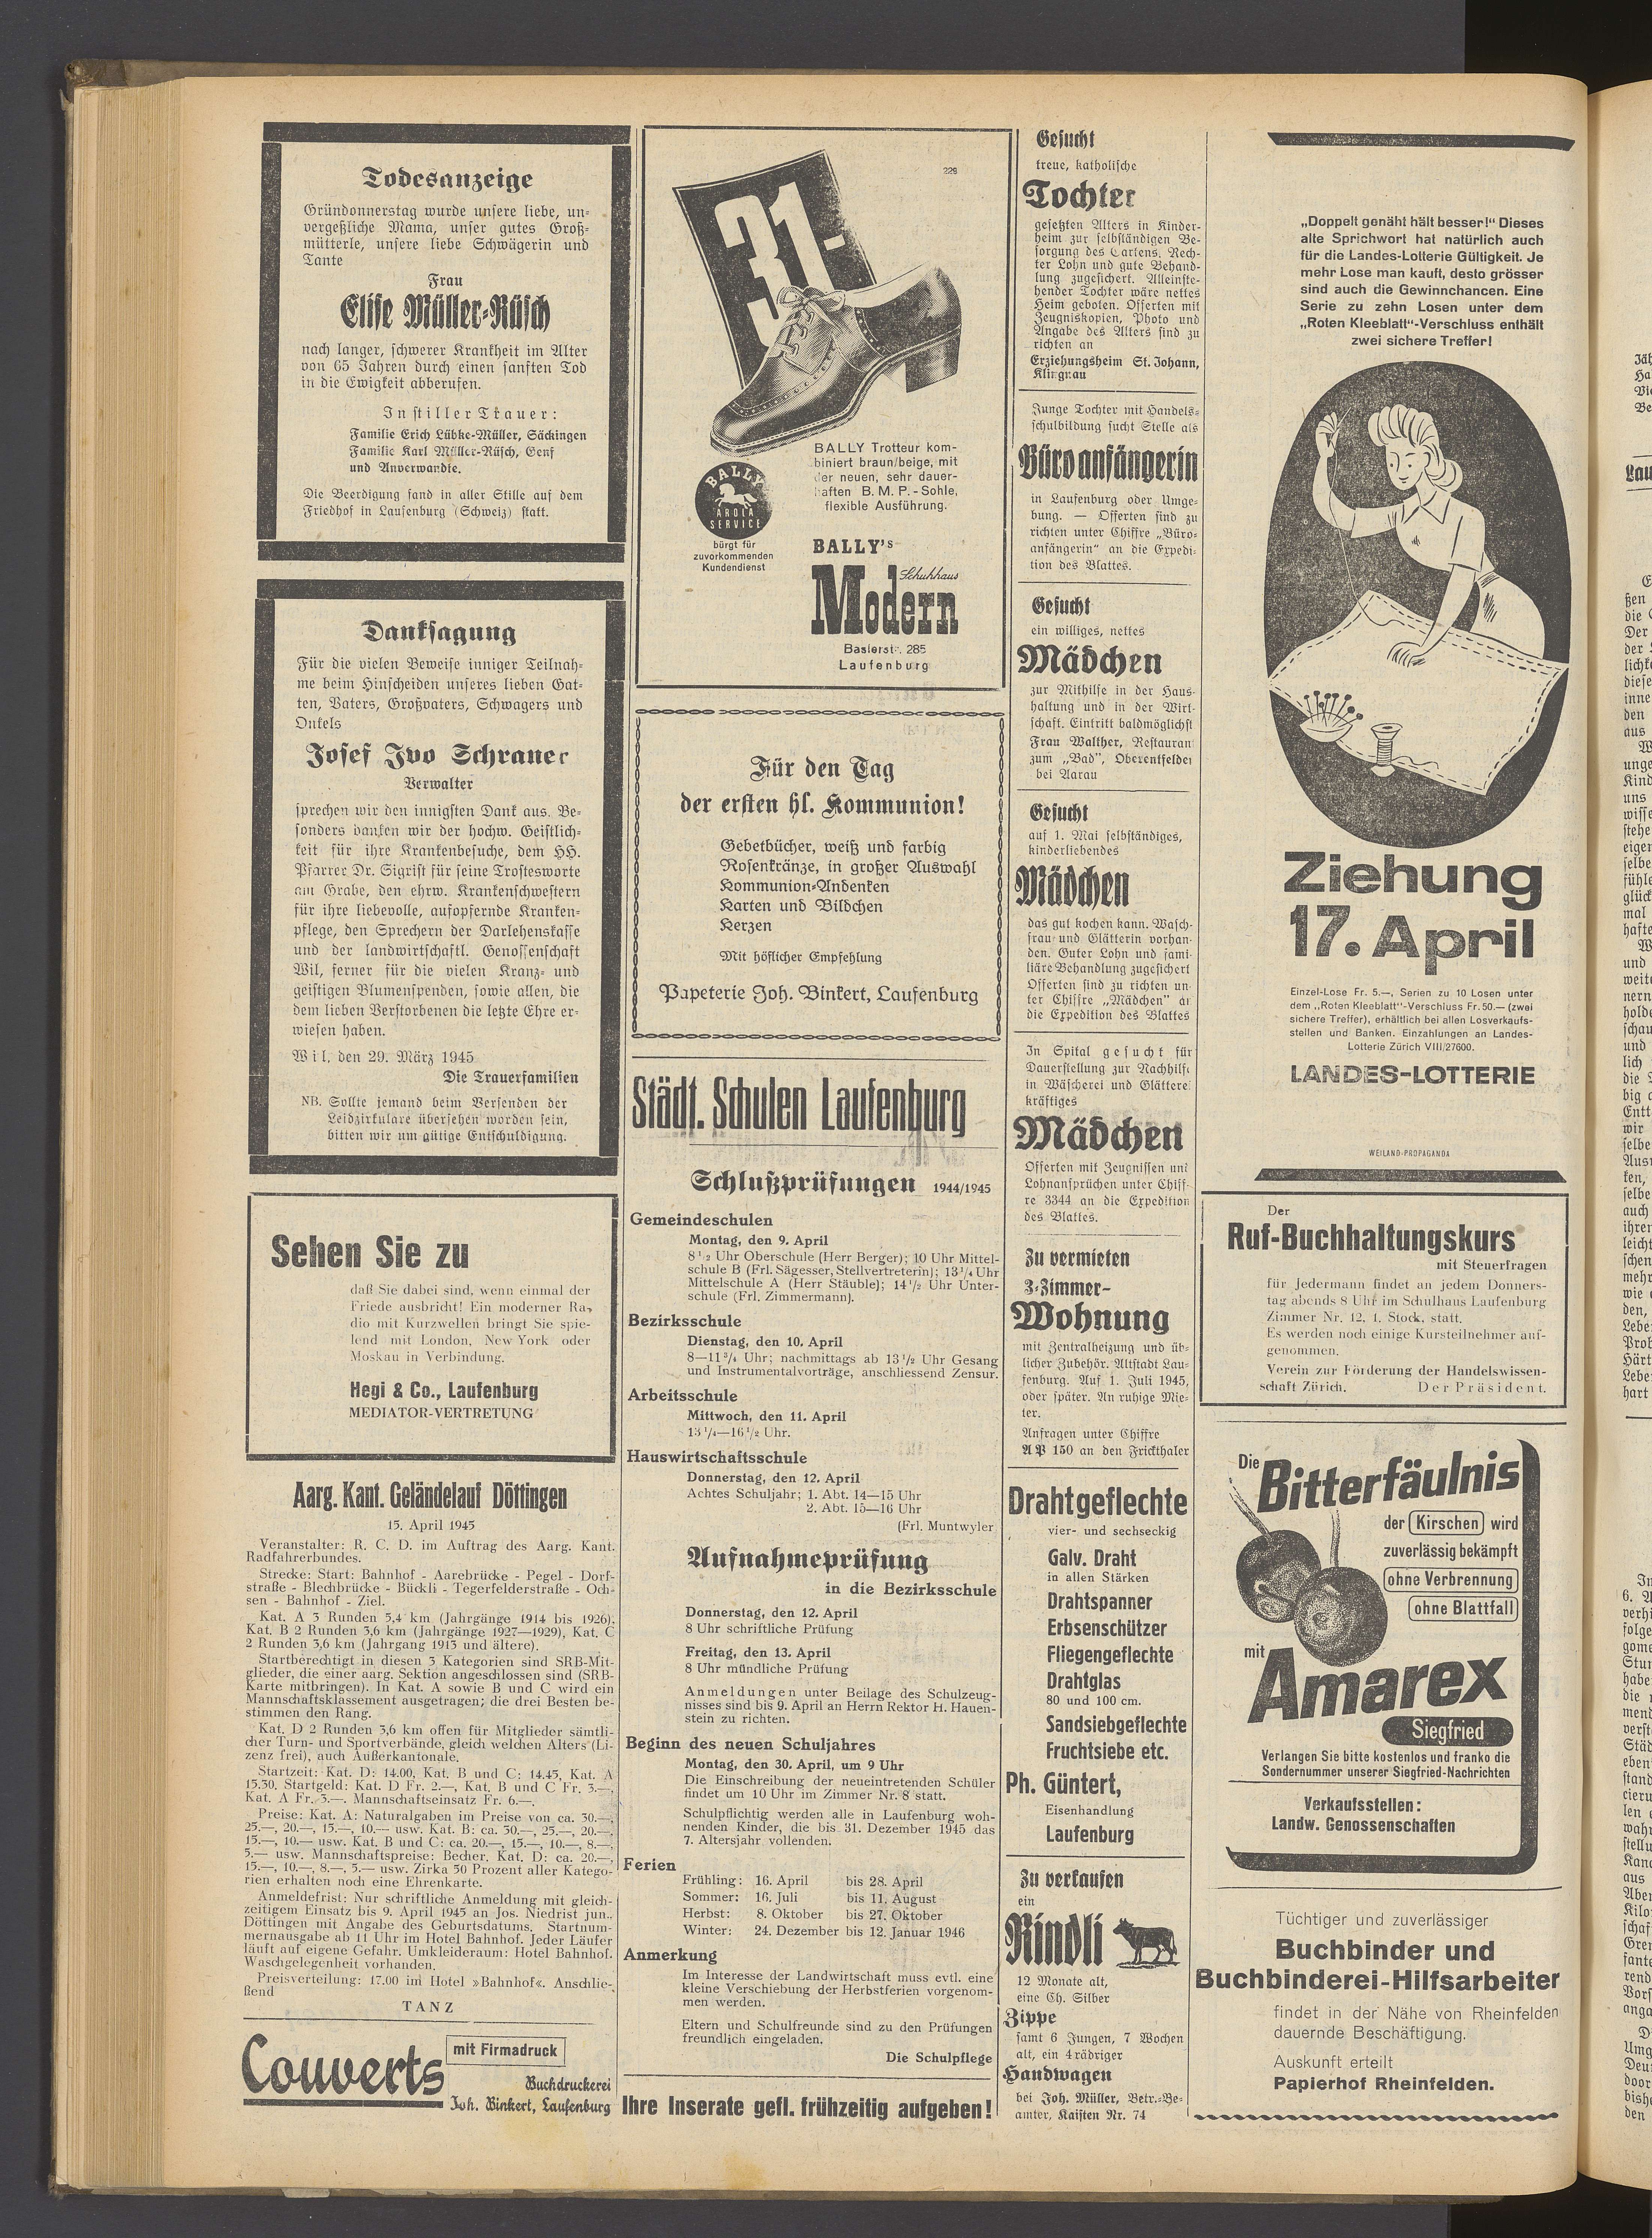 Todesanzeige
Gründonnerstag wurde unsere liebe, un-
vergeßliche Mama, unser gutes Groß-
mütterle, unsere liebe Schwägerin und
Tante
Frau
Elise Müller-Rüsch
nach langer, schwerer Krankheit im Alter
von 65 Jahren durch einen sanften Tod
in die Ewigkeit abberufen.
In stiller Trauer:
Familie Erich Lübke-Müller, Säckingen
Familie Karl Müller-Rüsch, Genf
und Anverwandte.
Die Beerdigung fand in aller Stille auf dem
Friedhof in Laufenburg (Schweiz) statt.
Danksagung
Für die vielen Beweise inniger Teilnah-
me beim Hinscheiden unseres lieben Gat-
ten, Vaters, Großvaters, Schwagers und
Onkels
Josef Ivo Schraner
Verwalter
sprechen wir den innigsten Dank aus. Be-
sonders danken wir der hochw. Geistlich-
keit für ihre Krankenbesuche, dem HH.
Pfarrer Dr. Sigrist für seine Trostesworte
am Grabe, den ehrw. Krankenschwestern
für ihre liebevolle, aufopfernde Kranken-
pflege, den Sprechern der Darlehenskasse
und der landwirtschaftl. Genossenschaft
Wil, ferner für die vielen Kranz- und
geistigen Blumenspenden, sowie allen, die
dem lieben Verstorbenen die letzte Ehre er-
wiesen haben.
Wil, den 29. März 1945
Die Trauerfamilien
NB. Sollte jemand beim Versenden der
Leidzirkulare übersehen worden sein,
bitten wir um gütige Entschuldigung.
Sehen Sie zu
daß Sie dabei sind, wenn einmal der
Friede ausbricht! Ein moderner Ra-
dio mit Kurzwellen bringt Sie spie-
lend mit London, New York oder
Moskau in Verbindung.
Hegi & Co., Laufenburg
MEDIATOR-VERTRETUNG
Aarg. Kant. Geländelauf Döttingen
15. April 1945
Veranstalter: R. C. D. im Auftrag des Aarg. Kant.
Radfahrerbundes.
Strecke: Start: Bahnhof - Aarebrücke - Pegel - Dorf-
straße - Blechbrücke - Bückli - Tegerfelderstraße - Och-
sen - Bahnhof - Ziel.
Kat. A 3 Runden 5,4 km (Jahrgänge 1914 bis 1926),
Kat. B 2 Runden 3,6 km (Jahrgänge 1927—1929), Kat. C
2 Runden 3,6 km (Jahrgang 1913 und ältere).
Startberechtigt in diesen 3 Kategorien sind SRB-Mit-
glieder, die einer aarg. Sektion angeschlossen sind (SRB-
Karte mitbringen). In Kat. A sowie B und C wird ein
Mannschaftsklassement ausgetragen; die drei Besten be-
stimmen den Rang.
Kat. D 2 Runden 3,6 km offen für Mitglieder sämtli-
cher Turn- und Sportverbände, gleich welchen Alters (Li-
zenz frei), auch Außerkantonale.
Startzeit: Kat. D: 14.00, Kat. B und C: 14.45, Kat. A
15.30, Startgeld: Kat. D Fr. 2.—, Kat. B und C Fr. 3.—,
Kat. A Fr. 3.—. Mannschaftseinsatz Fr. 6.—.
Preise: Kat. A: Naturalgaben im Preise von ca. 30.—,
25.—, 20.—, 15.—, 10.— usw. Kat. B: ca. 30.—, 25.—, 20.—,
15.—, 10.— usw. Kat. B und C: ca. 20.—, 15.—, 10.—, 8.—,
5.— usw. Mannschaftspreise: Becher. Kat. D: ca. 20.—,
15.—, 10.—, 8.—, 5.— usw. Zirka 50 Prozent aller Katego-
rien erhalten noch eine Ehrenkarte.
Anmeldefrist: Nur schriftliche Anmeldung mit gleich-
zeitigem Einsatz bis 9. April 1945 an Jos. Niedrist jun.,
Döttingen mit Angabe des Geburtsdatums. Startnum-
mernausgabe ab 11 Uhr im Hotel Bahnhof. Jeder Läufer
läuft auf eigene Gefahr. Umkleideraum: Hotel Bahnhof.
Waschgelegenheit vorhanden.
Preisverteilung: 17.00 im Hotel »Bahnhof«. Anschlie-
ßend
TANZ
Couverts
mit Firmadruck
Buchdruckerei
Joh. Binkert, Laufenburg
229
31.-
BALLY Trotteur kom-
biniert braun/beige, mit
der neuen, sehr dauer-
haften B. M. P.-Sohle,
flexible Ausführung.
BALLY
AROLA
SERVICE
bürgt für
zuvorkommenden
Kundendienst
BALLY's
Schuhhaus
Modern
Baslerstr. 285
Laufenburg
Für den Tag
der ersten hl. Kommunion!
Gebetbücher, weiß und farbig
Rosenkränze, in großer Auswahl
Kommunion-Andenken
Karten und Bildchen
Kerzen
Mit höflicher Empfehlung
Papeterie Joh. Binkert, Laufenburg
Städt. Schulen Laufenburg
Schlußprüfungen 1944/1945
Gemeindeschulen
Montag, den 9. April
8 1/2 Uhr Oberschule (Herr Berger); 10 Uhr Mittel-
schule B (Frl. Sägesser, Stellvertreterin); 13 1/4 Uhr
Mittelschule A (Herr Stäuble); 14 1/2 Uhr Unter-
schule (Frl. Zimmermann).
Bezirksschule
Dienstag, den 10. April
8—11 3/4 Uhr; nachmittags ab 13 1/2 Uhr Gesang
und Instrumentalvorträge, anschliessend Zensur.
Arbeitsschule
Mittwoch, den 11. April
13 1/4—16 1/2 Uhr.
Hauswirtschaftsschule
Donnerstag, den 12. April
Achtes Schuljahr; 1. Abt. 14—15 Uhr
2. Abt. 15—16 Uhr
(Frl. Muntwyler
Aufnahmeprüfung
in die Bezirksschule
Donnerstag, den 12. April
8 Uhr schriftliche Prüfung
Freitag, den 13. April
8 Uhr mündliche Prüfung
Anmeldungen unter Beilage des Schulzeug-
nisses sind bis 9. April an Herrn Rektor H. Hauen-
stein zu richten.
Beginn des neuen Schuljahres
Montag, den 30. April, um 9 Uhr
Die Einschreibung der neueintretenden Schüler
findet um 10 Uhr im Zimmer Nr. 8 statt.
Schulpflichtig werden alle in Laufenburg woh-
nenden Kinder, die bis 31. Dezember 1945 das
7. Altersjahr vollenden.
Ferien
Frühling: 16. April bis 28. April
Sommer: 16. Juli bis 11. August
Herbst: 8. Oktober bis 27. Oktober
Winter: 24. Dezember bis 12. Januar 1946
Anmerkung
Im Interesse der Landwirtschaft muss evtl. eine
kleine Verschiebung der Herbstferien vorgenom-
men werden.
Eltern und Schulfreunde sind zu den Prüfungen
freundlich eingeladen.
Die Schulpflege
Ihre Inserate gefl. frühzeitig aufgeben!
Gesucht
treue, katholische
Tochter
gesetzten Alters in Kinder-
heim zur selbständigen Be-
sorgung des Gartens. Rech-
ter Lohn und gute Behand-
lung zugesichert. Alleinste-
hender Tochter wäre nettes
Heim geboten. Offerten mit
Zeugniskopien, Photo und
Angabe des Alters sind zu
richten an
Erziehungsheim St. Johann,
Klingnau
Junge Tochter mit Handels-
schulbildung sucht Stelle als
Büroanfängerin
in Laufenburg oder Umge-
bung. — Offerten sind zu
richten unter Chiffre „Büro-
anfängerin" an die Expedi-
tion des Blattes.
Gesucht
ein williges, nettes
Mädchen
zur Mithilfe in der Haus-
haltung und in der Wirt-
schaft. Eintritt baldmöglichst
Frau Walther, Restaurant
zum „Bad", Oberentfelden
bei Aarau
Gesucht
auf 1. Mai selbständiges,
kinderliebendes
Mädchen
das gut kochen kann. Wasch-
frau und Glätterin vorhan-
den. Guter Lohn und fami-
liäre Behandlung zugesichert
Offerten sind zu richten un-
ter Chiffre „Mädchen" an
die Expedition des Blattes
In Spital gesucht für
Dauerstellung zur Nachhilfe
in Wäscherei und Glätterei
kräftiges
Mädchen
Offerten mit Zeugnissen und
Lohnansprüchen unter Chiff-
re 3344 an die Expedition
des Blattes.
Zu vermieten
3-Zimmer-
Wohnung
mit Zentralheizung und üb-
licher Zubehör. Altstadt Lau-
fenburg. Auf 1. Juli 1945,
oder später. An ruhige Mie-
ter.
Anfragen unter Chiffre
AP 150 an den Frickthaler
Drahtgeflechte
vier- und sechseckig
Galv. Draht
in allen Stärken
Drahtspanner
Erbsenschützer
Fliegengeflechte
Drahtglas
80 und 100 cm.
Sandsiebgeflechte
Fruchtsiebe etc.
Ph. Güntert,
Eisenhandlung
Laufenburg
Zu verkaufen
ein
Rindli
12 Monate alt,
eine Ch. Silber
Zippe
samt 6 Jungen, 7 Wochen
alt, ein 4rädriger
Handwagen
bei Joh. Müller, Betr.-Be-
amter, Kaisten Nr. 74
„Doppelt genäht hält besser!" Dieses
alte Sprichwort hat natürlich auch
für die Landes-Lotterie Gültigkeit. Je
mehr Lose man kauft, desto grösser
sind auch die Gewinnchancen. Eine
Serie zu zehn Losen unter dem
„Roten Kleeblatt"-Verschluss enthält
zwei sichere Treffer!
Ziehung
17. April
Einzel-Lose Fr. 5.—, Serien zu 10 Losen unter
dem „Roten Kleeblatt"-Verschluss Fr. 50.— (zwei
sichere Treffer), erhältlich bei allen Losverkaufs-
stellen und Banken. Einzahlungen an Landes-
Lotterie Zürich VIII/27600.
LANDES-LOTTERIE
WEILAND-PROPAGANDA
Der
Ruf-Buchhaltungskurs
mit Steuerfragen
für Jedermann findet an jedem Donners-
tag abends 8 Uhr im Schulhaus Laufenburg
Zimmer Nr. 12, 1. Stock, statt.
Es werden noch einige Kursteilnehmer auf-
genommen.
Verein zur Förderung der Handelswissen-
schaft Zürich. Der Präsident.
Die
Bitterfäulnis
der Kirschen wird
zuverlässig bekämpft
ohne Verbrennung
ohne Blattfall
mit
Amarex
Siegfried
Verlangen Sie bitte kostenlos und franko die
Sondernummer unserer Siegfried-Nachrichten
Verkaufsstellen:
Landw. Genossenschaften
Tüchtiger und zuverlässiger
Buchbinder und
Buchbinderei-Hilfsarbeiter
findet in der Nähe von Rheinfelden
dauernde Beschäftigung.
Auskunft erteilt
Papierhof Rheinfelden.